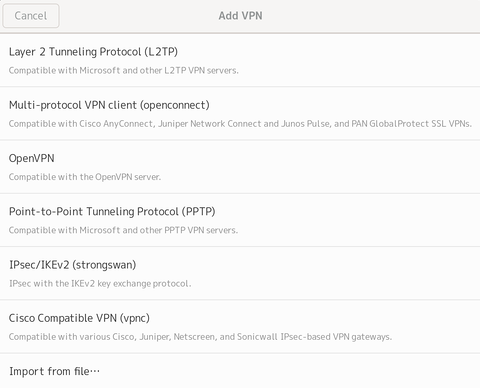 Cancel
Add VPN
Layer 2 Tunneling Protocol (L2TP)
Compatible with Microsoft and other L2TP VPN servers.
Multi-protocol VPN client (openconnect)
Compatible with Cisco AnyConnect, Juniper Network Connect and Junos Pulse, and PAN GlobalProtect SSL VPNs.
OpenVPN
Compatible with the OpenVPN server.
Point-to-Point Tunneling Protocol (PPTP)
Compatible with Microsoft and other PPTP VPN servers.
IPsec/IKEv2 (strongswan)
IPsec with the IKEv2 key exchange protocol.
Cisco Compatible VPN (vpnc)
Compatible with various Cisco, Juniper, Netscreen, and Sonicwall IPsec-based VPN gateways.
Import from file…